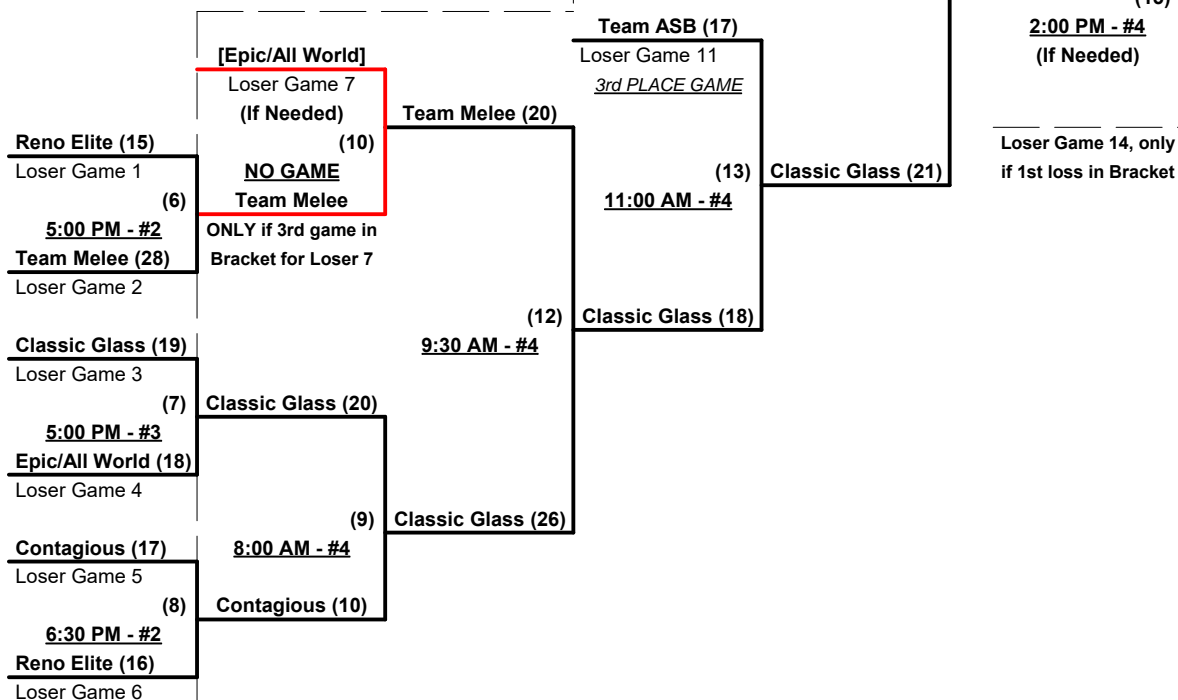 (15)
Team ASB (17)
2:00 PM - #4
[Epic/All World]
Loser Game 11
(If Needed)
Loser Game 7
3rd PLACE GAME
(If Needed)
Team Melee (20)
Reno Elite (15)
(10)
Loser Game 14, only
Loser Game 1
NO GAME
(13)
Classic Glass (21)
if 1st loss in Bracket
(6)
Team Melee
11:00 AM - #4
5:00 PM - #2
ONLY if 3rd game in
Team Melee (28)
Bracket for Loser 7
Loser Game 2
(12)
Classic Glass (18)
Classic Glass (19)
9:30 AM - #4
Loser Game 3
(7)
Classic Glass (20)
5:00 PM - #3
Epic/All World (18)
Loser Game 4
(9)
Classic Glass (26)
Contagious (17)
8:00 AM - #4
Loser Game 5
(8)
Contagious (10)
6:30 PM - #2
Reno Elite (16)
Loser Game 6